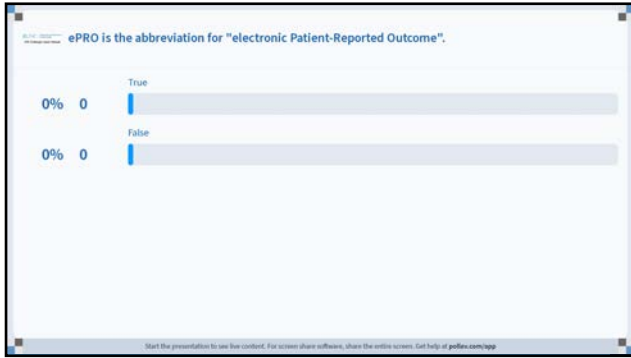 ePRO is the abbreviation for "electronic Patient-Reported Outcome".
True
0% 0
False
0% 0
Start the presentation to see live content. For screen share software, share the entire screen. Get help at pollev.com/app